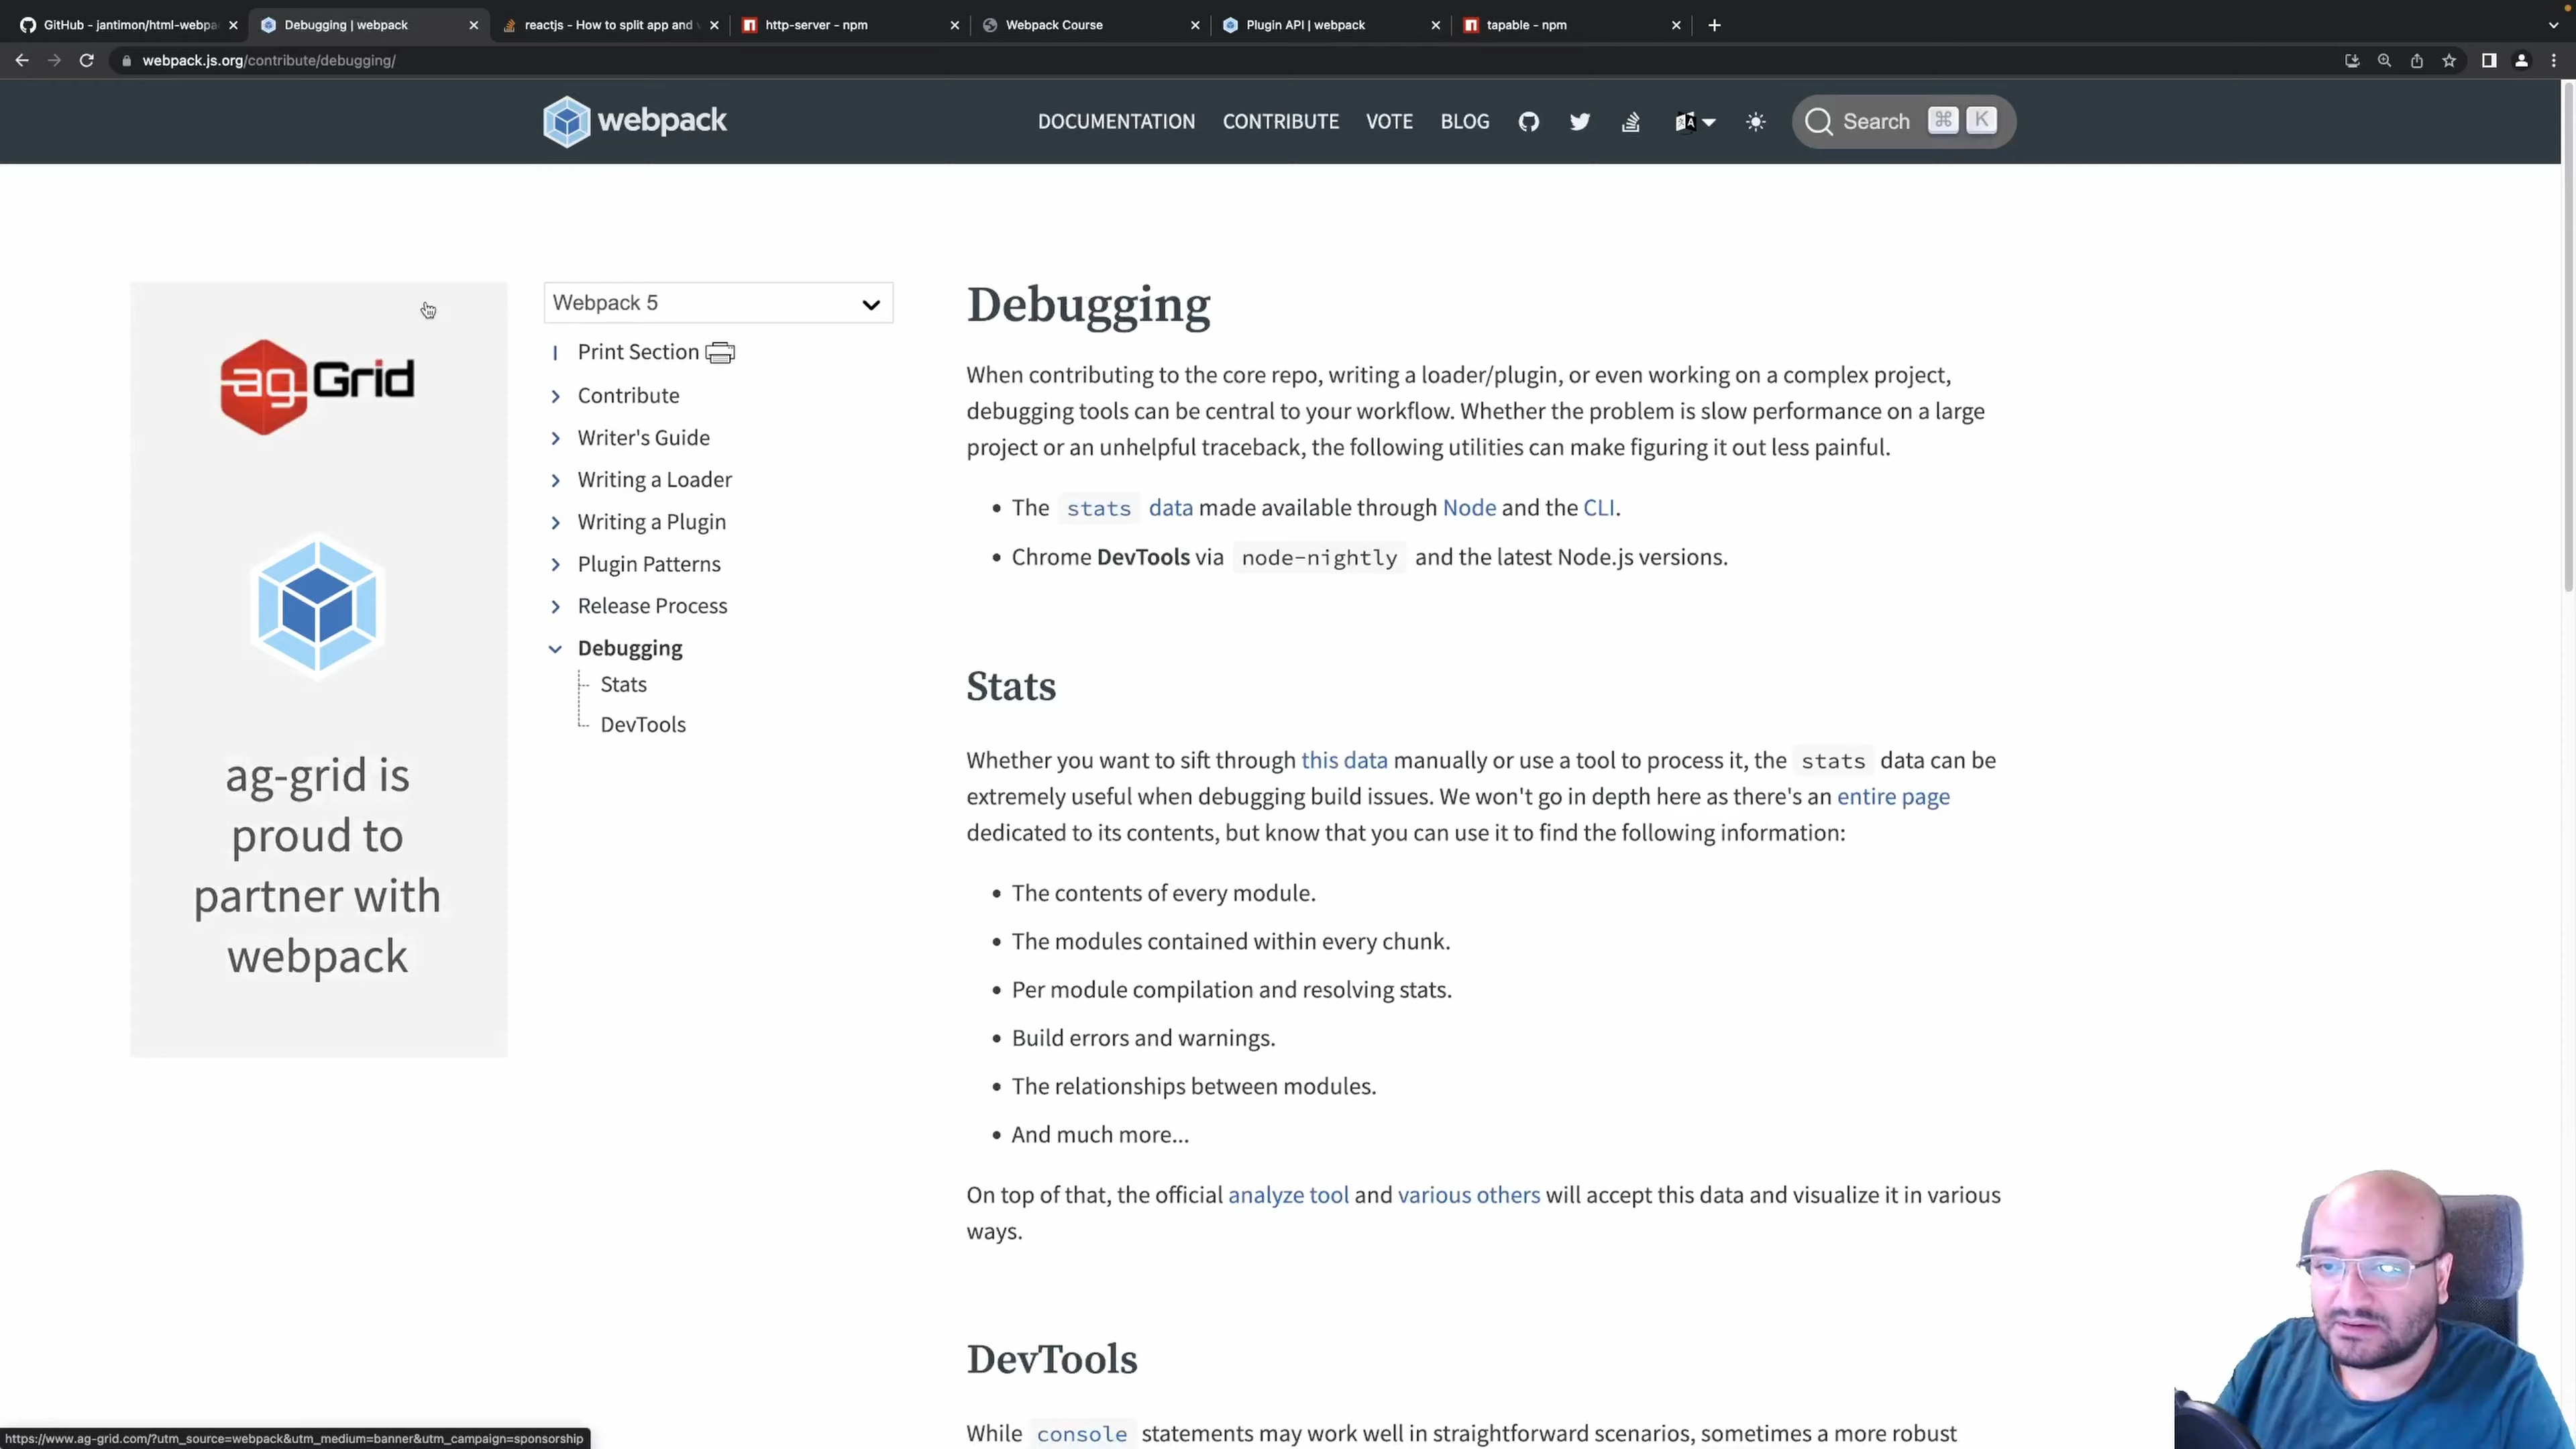 GitHub - jantimon/html-webpa
Debugging | webpack
reactjs - How to split app and
http-server - npm
Webpack Course
Plugin API | webpack
tapable - npm
webpack.js.org/contribute/debugging/
webpack
DOCUMENTATION
CONTRIBUTE
VOTE
BLOG
Search
⌘
K
ag Grid
ag-grid is
proud to
partner with
webpack
Webpack 5
Print Section
Contribute
Writer's Guide
Writing a Loader
Writing a Plugin
Plugin Patterns
Release Process
Debugging
Stats
DevTools
Debugging
When contributing to the core repo, writing a loader/plugin, or even working on a complex project,
debugging tools can be central to your workflow. Whether the problem is slow performance on a large
project or an unhelpful traceback, the following utilities can make figuring it out less painful.
• The stats data made available through Node and the CLI.
• Chrome DevTools via node-nightly and the latest Node.js versions.
Stats
Whether you want to sift through this data manually or use a tool to process it, the stats data can be
extremely useful when debugging build issues. We won't go in depth here as there's an entire page
dedicated to its contents, but know that you can use it to find the following information:
• The contents of every module.
• The modules contained within every chunk.
• Per module compilation and resolving stats.
• Build errors and warnings.
• The relationships between modules.
• And much more...
On top of that, the official analyze tool and various others will accept this data and visualize it in various
ways.
DevTools
While console statements may work well in straightforward scenarios, sometimes a more robust
https://www.ag-grid.com/?utm_source=webpack&utm_medium=banner&utm_campaign=sponsorship